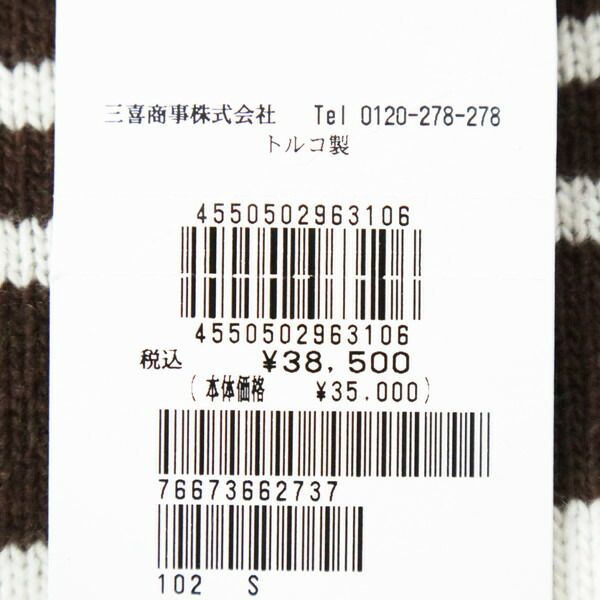 三喜商事株式会社 Tel 0120-278-278
トルコ製
4550502963106
4550502963106
税込 ¥38,500
(本体価格 ¥35.000)
76673662737
102 S